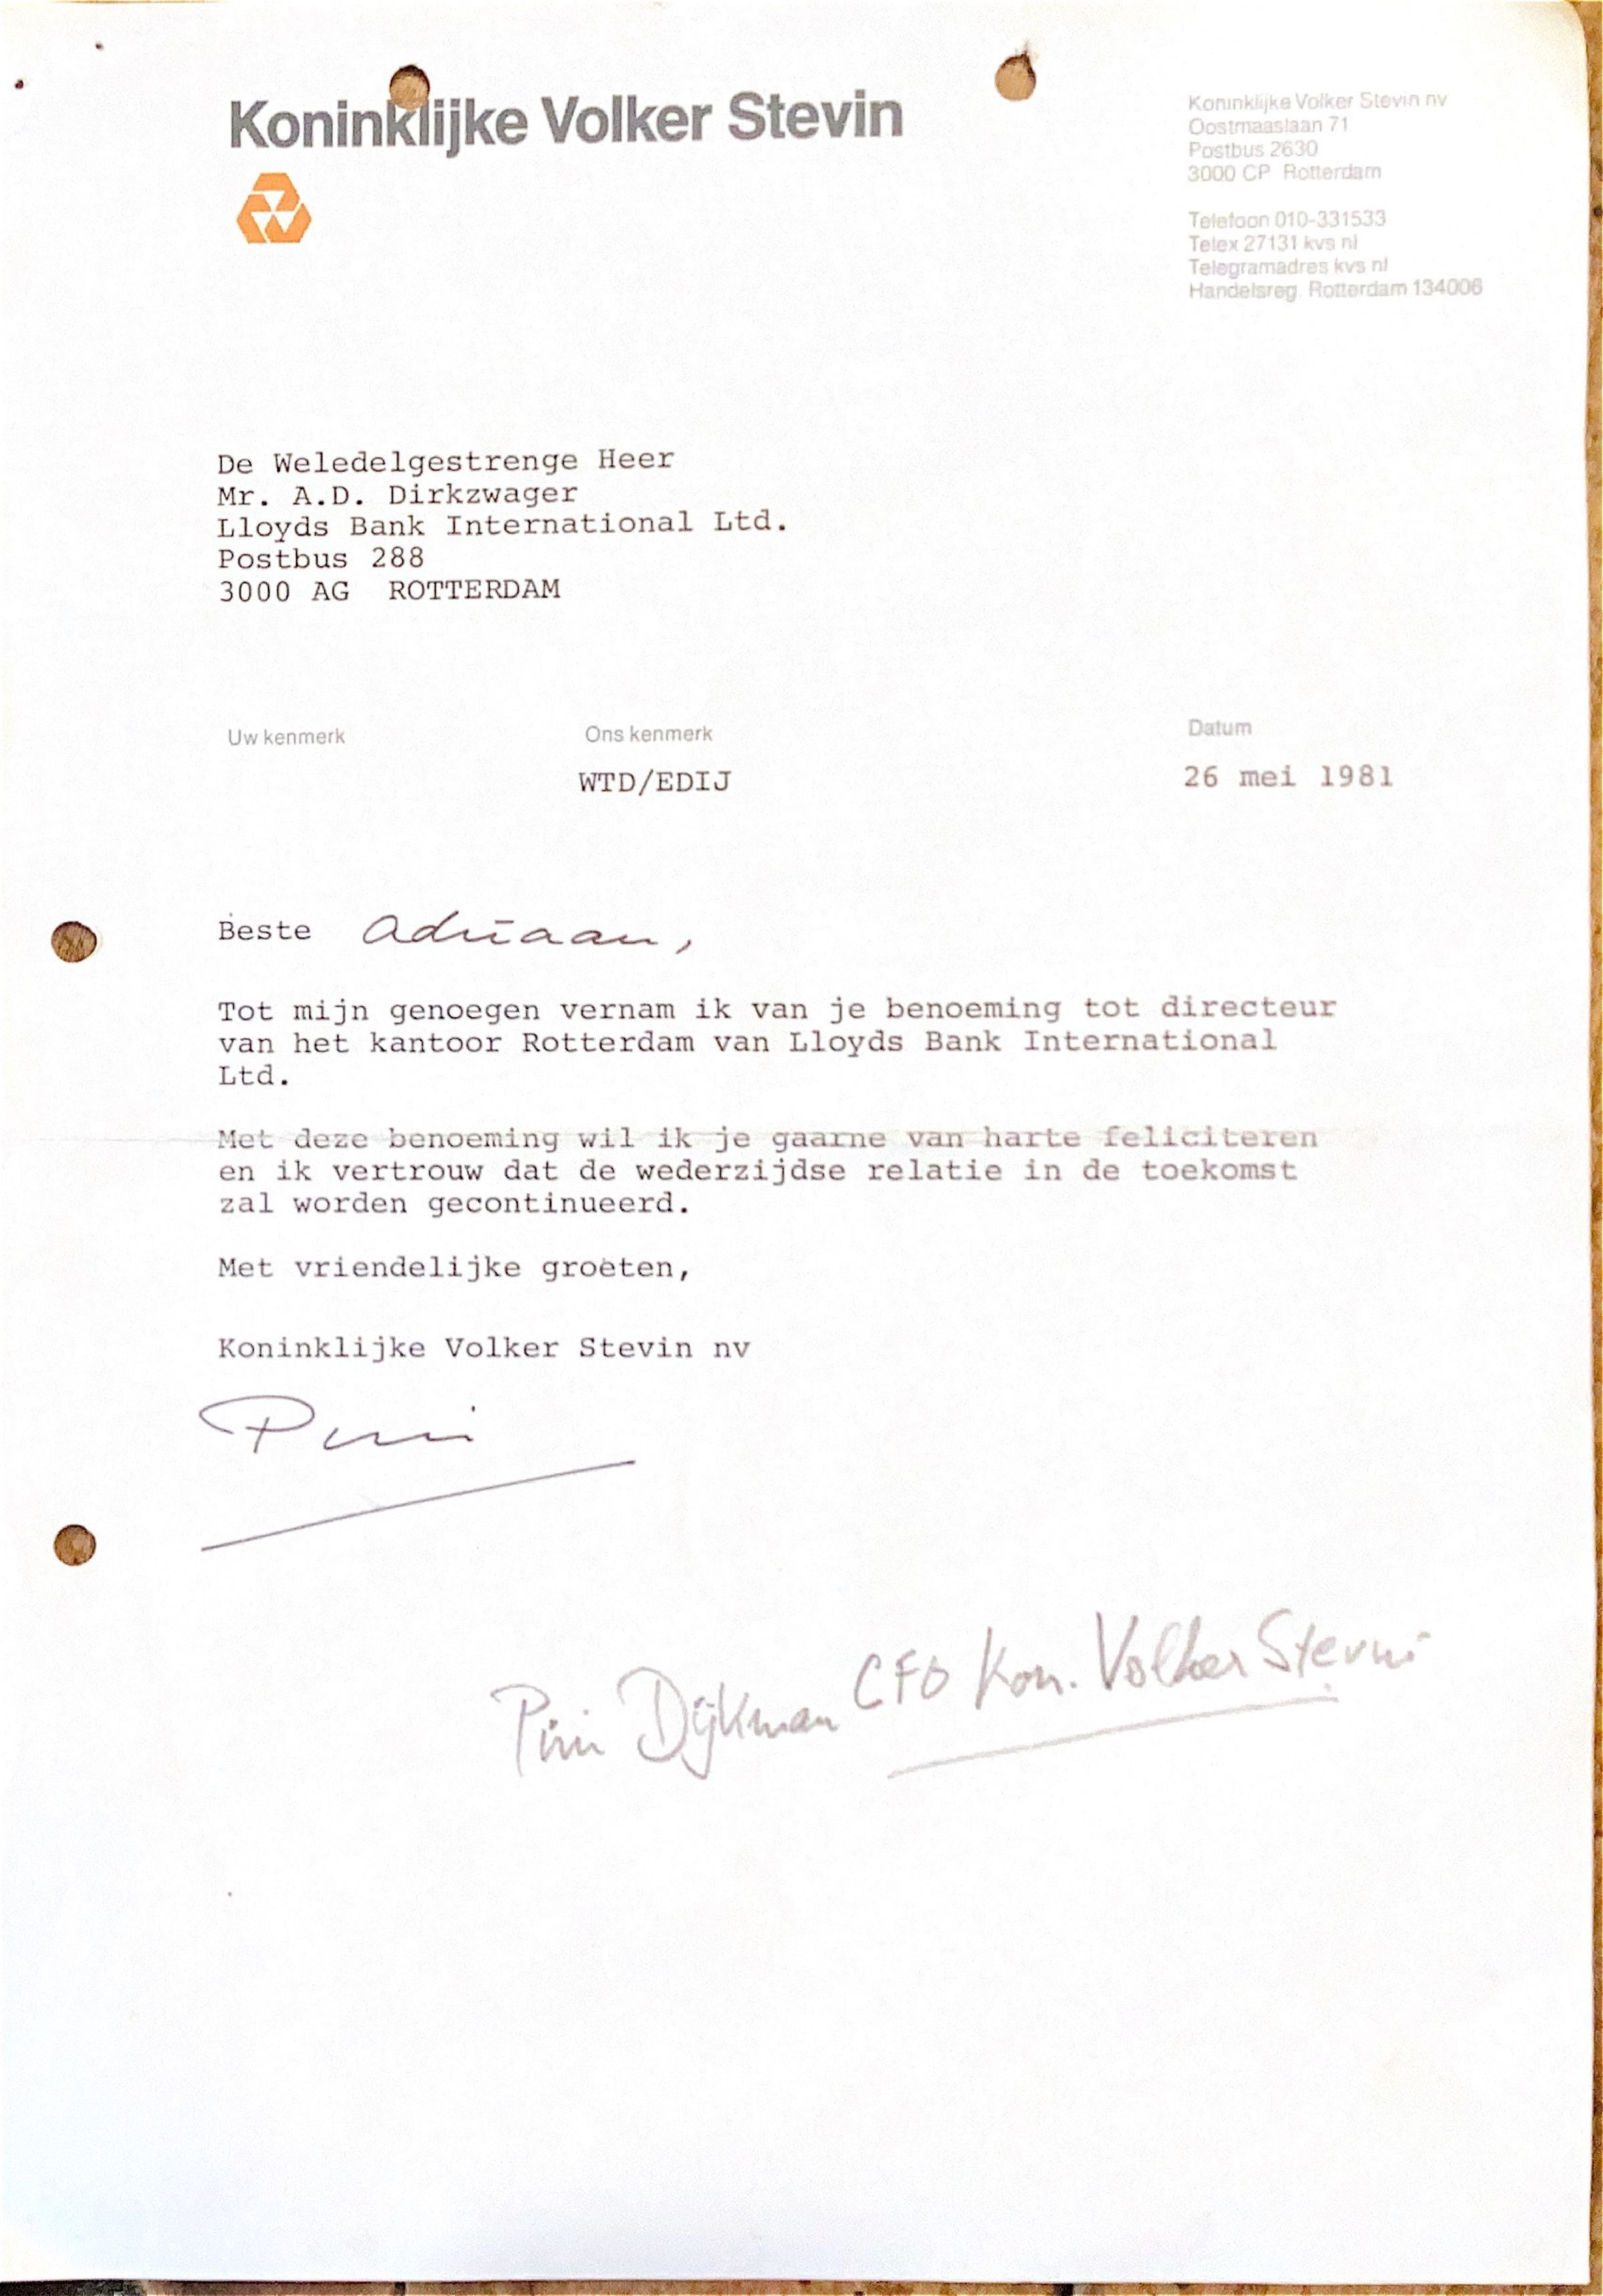 Koninklijke Volker Stevin
Koninklijke Volker Stevin nv
Oostmaaslaan 71
Postbus 2630
3000 CP Rotterdam
Telefoon 010-331533
Telex 27131 kvs nl
Telegramadres kvs nl
Handelsreg. Rotterdam 134006
De Weledelgestrenge Heer
Mr. A.D. Dirkzwager
Lloyds Bank International Ltd.
Postbus 288
3000 AG ROTTERDAM
Uw kenmerk
Ons kenmerk
Datum
WTD/EDIJ
26 mei 1981
Beste Adriaan,
Tot mijn genoegen vernam ik van je benoeming tot directeur
van het kantoor Rotterdam van Lloyds Bank International
Ltd.
Met deze benoeming wil ik je gaarne van harte feliciteren
en ik vertrouw dat de wederzijdse relatie in de toekomst
zal worden gecontinueerd.
Met vriendelijke groeten,
Koninklijke Volker Stevin nv
Pim
Pim Dijkman CFO Kon. Volker Stevin